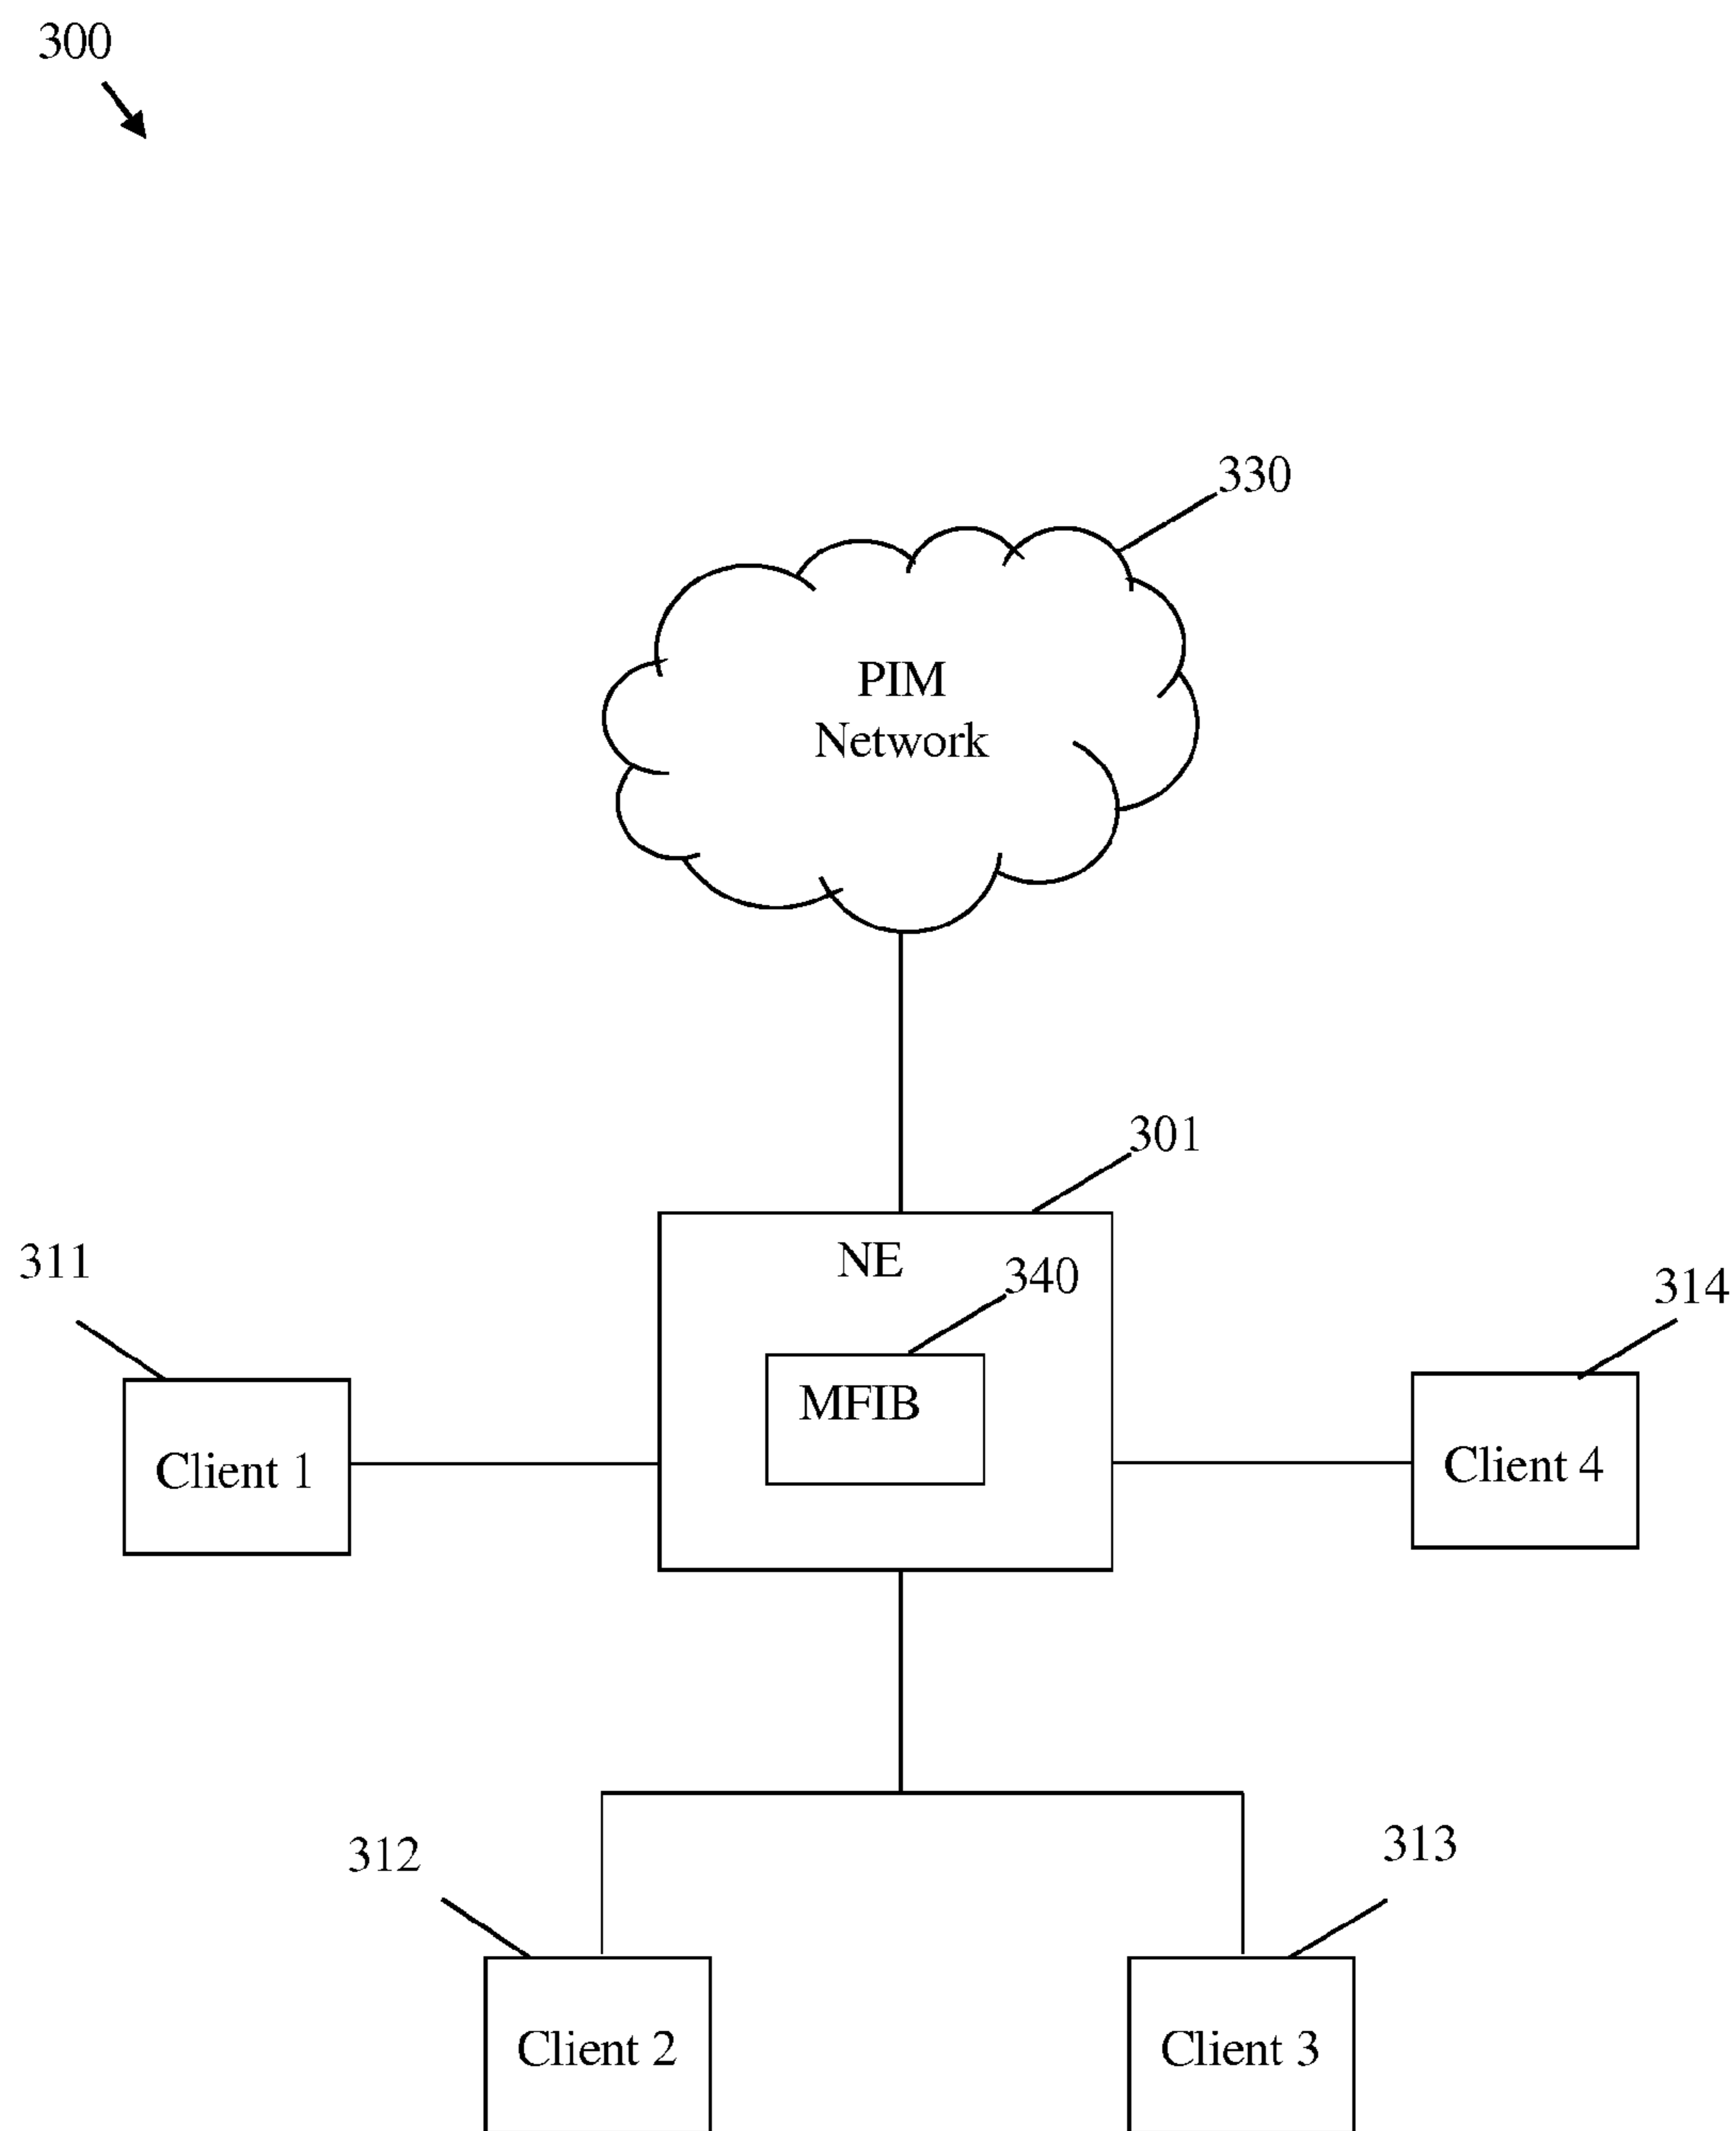 300
330
PIM
Network
301
NE
340
311
314
MFIB
Client 1
Client 4
312
313
Client 2
Client 3